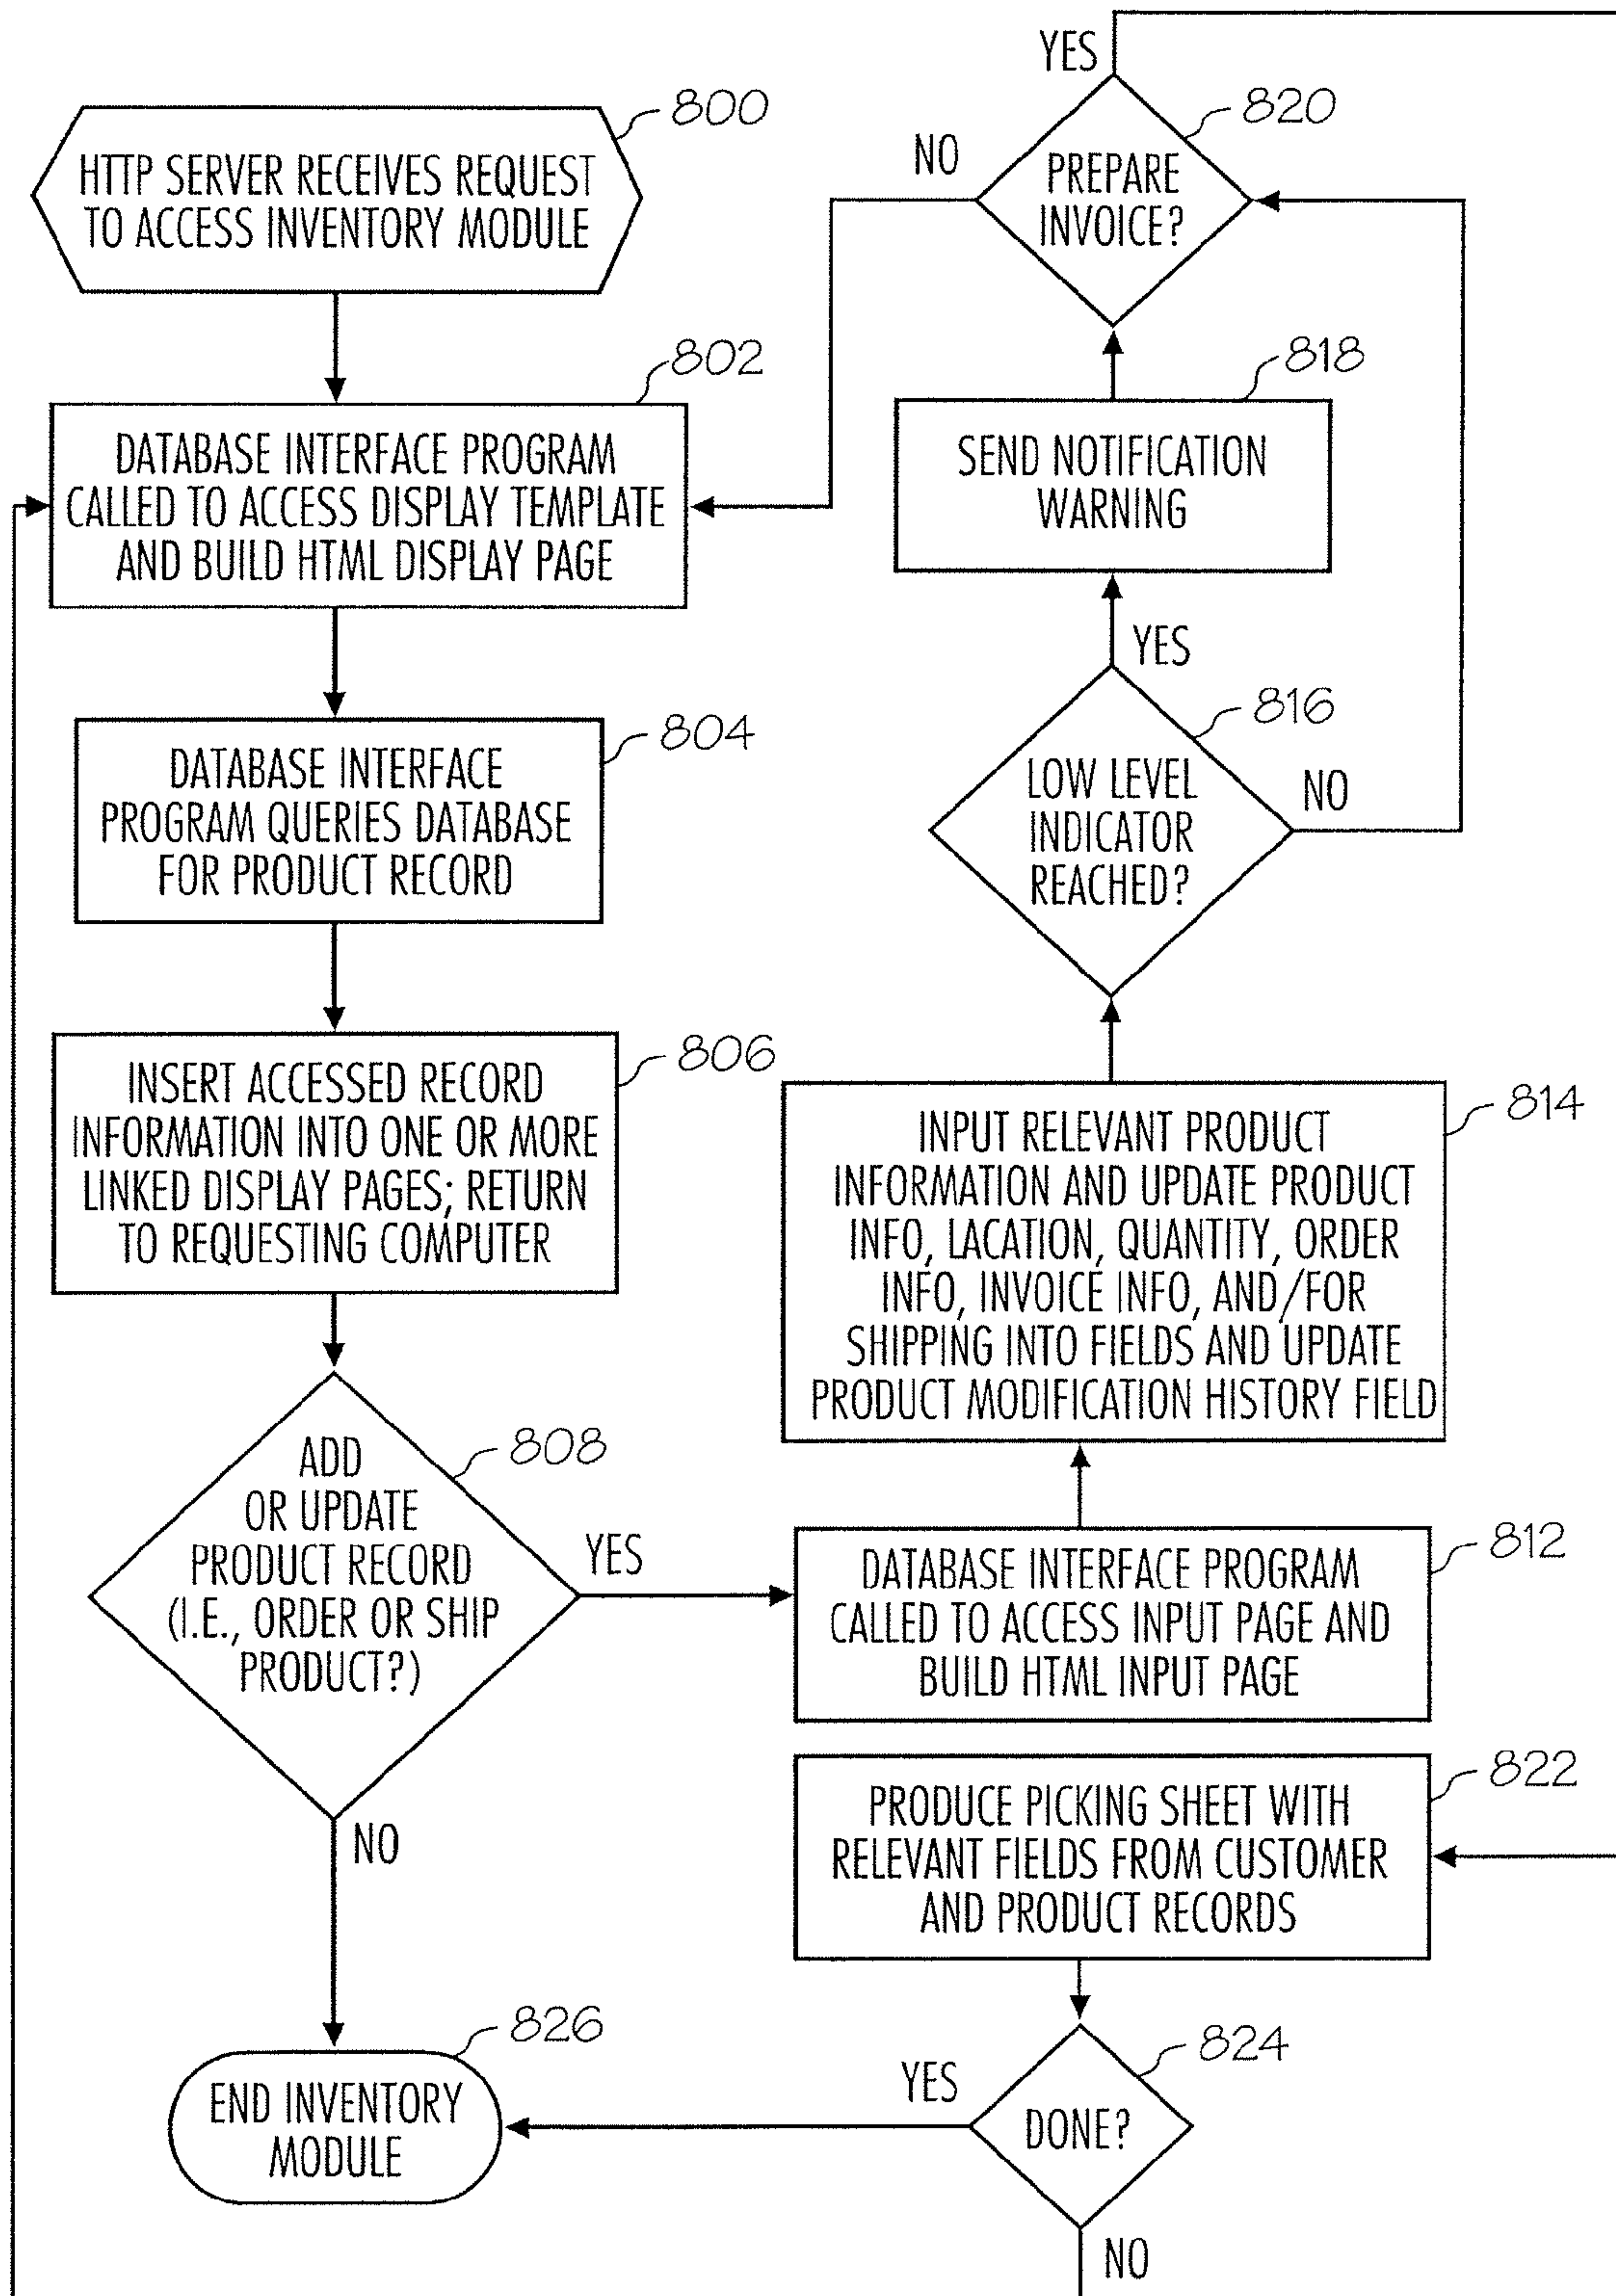 800
HTTP SERVER RECEIVES REQUEST
TO ACCESS INVENTORY MODULE
802
DATABASE INTERFACE PROGRAM
CALLED TO ACCESS DISPLAY TEMPLATE
AND BUILD HTML DISPLAY PAGE
804
DATABASE INTERFACE
PROGRAM QUERIES DATABASE
FOR PRODUCT RECORD
806
INSERT ACCESSED RECORD
INFORMATION INTO ONE OR MORE
LINKED DISPLAY PAGES; RETURN
TO REQUESTING COMPUTER
808
ADD
OR UPDATE
PRODUCT RECORD
(I.E., ORDER OR SHIP
PRODUCT?)
YES
NO
812
DATABASE INTERFACE PROGRAM
CALLED TO ACCESS INPUT PAGE AND
BUILD HTML INPUT PAGE
814
INPUT RELEVANT PRODUCT
INFORMATION AND UPDATE PRODUCT
INFO, LACATION, QUANTITY, ORDER
INFO, INVOICE INFO, AND/FOR
SHIPPING INTO FIELDS AND UPDATE
PRODUCT MODIFICATION HISTORY FIELD
816
LOW LEVEL
INDICATOR
REACHED?
YES
NO
818
SEND NOTIFICATION
WARNING
820
PREPARE
INVOICE?
YES
NO
822
PRODUCE PICKING SHEET WITH
RELEVANT FIELDS FROM CUSTOMER
AND PRODUCT RECORDS
824
DONE?
YES
NO
826
END INVENTORY
MODULE